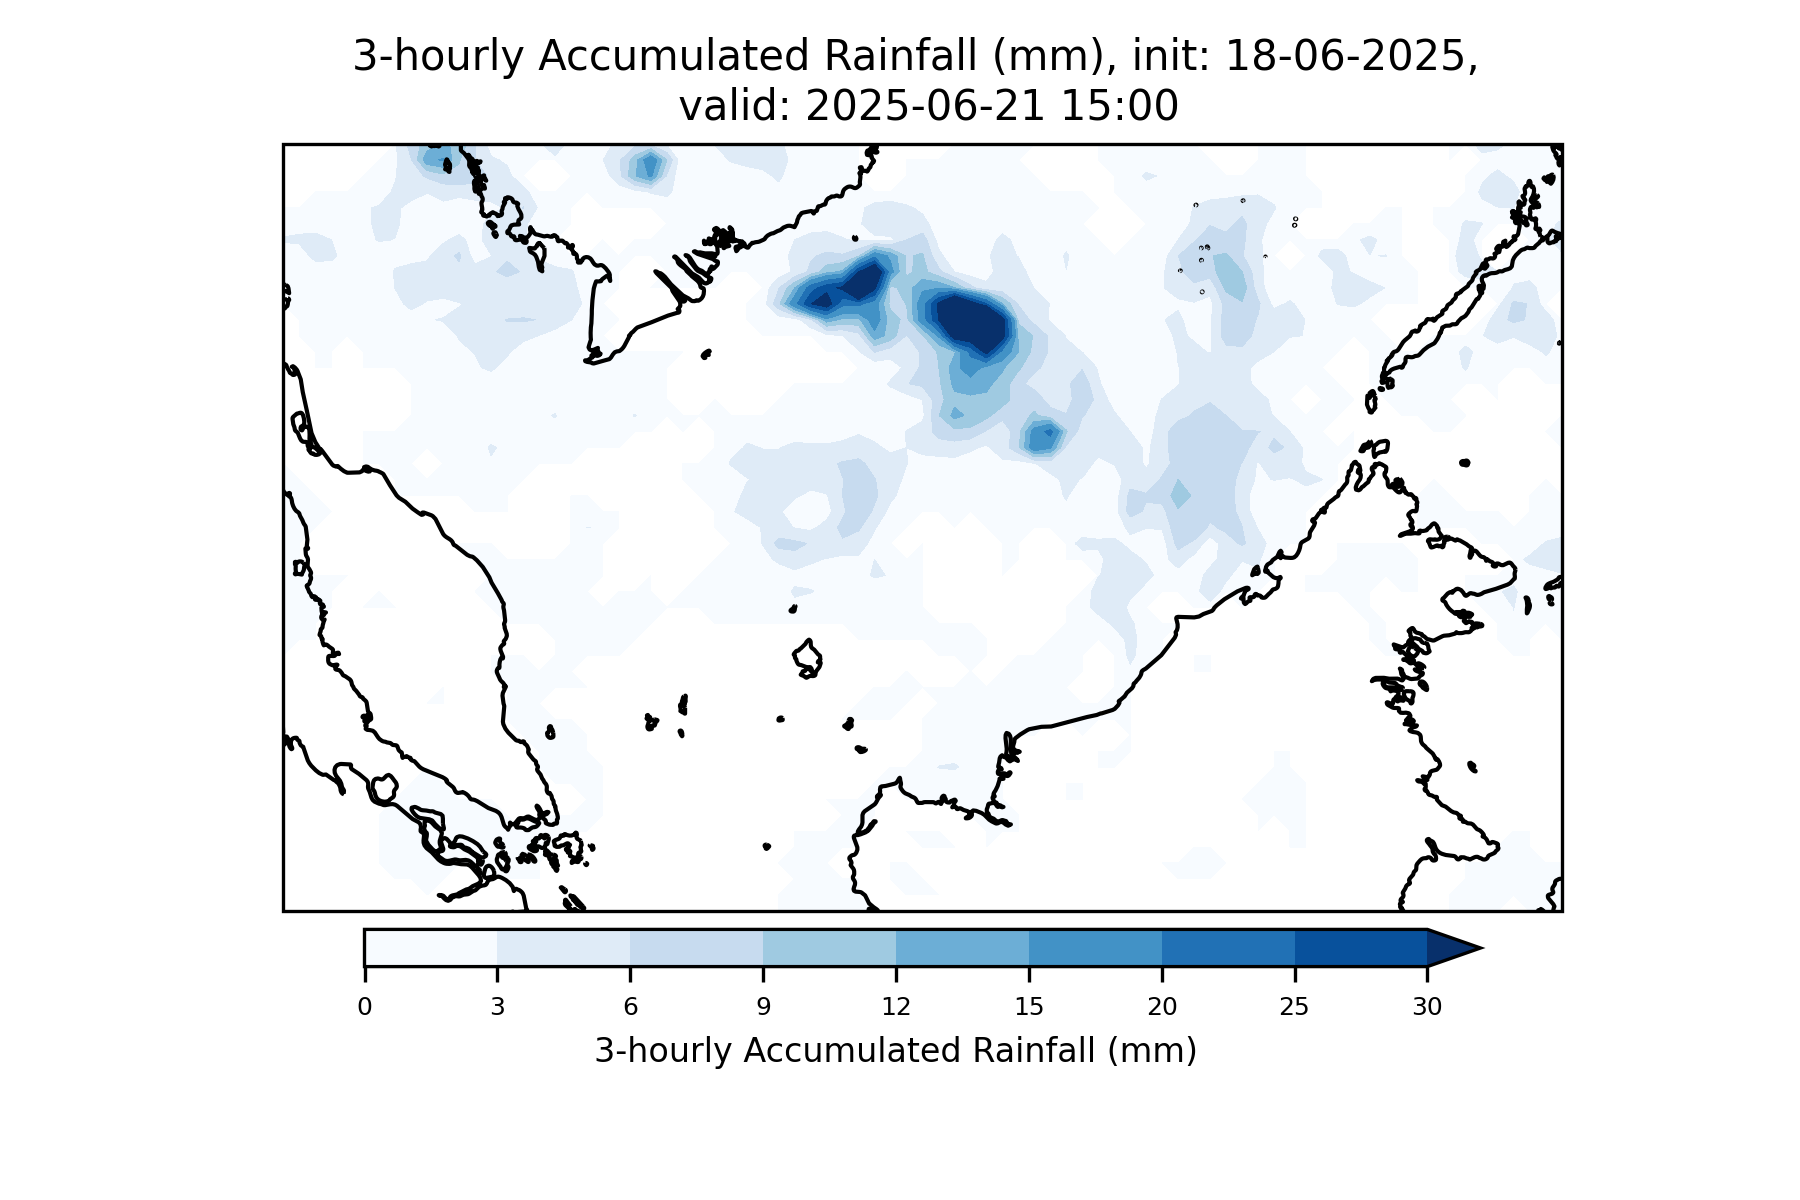 3-hourly Accumulated Rainfall (mm), init: 18-06-2025,
valid: 2025-06-21 15:00
0 3 6 9 12 15 20 25 30
3-hourly Accumulated Rainfall (mm)